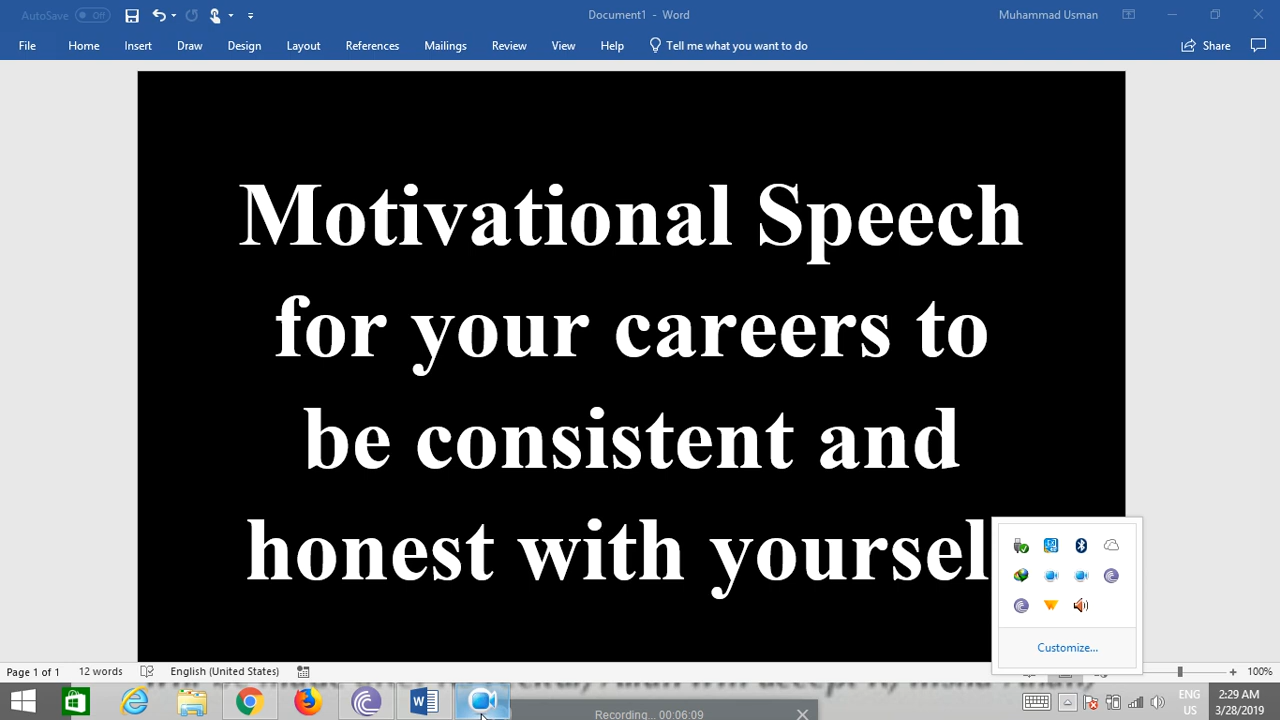 AutoSave Off Document1 - Word Muhammad Usman
File Home Insert Draw Design Layout References Mailings Review View Help Tell me what you want to do Share
Motivational Speech
for your careers to
be consistent and
honest with yoursel
Customize...
Page 1 of 1 12 words English (United States) 100%
ENG 2:29 AM
US 3/28/2019
Recording... 00:06:09